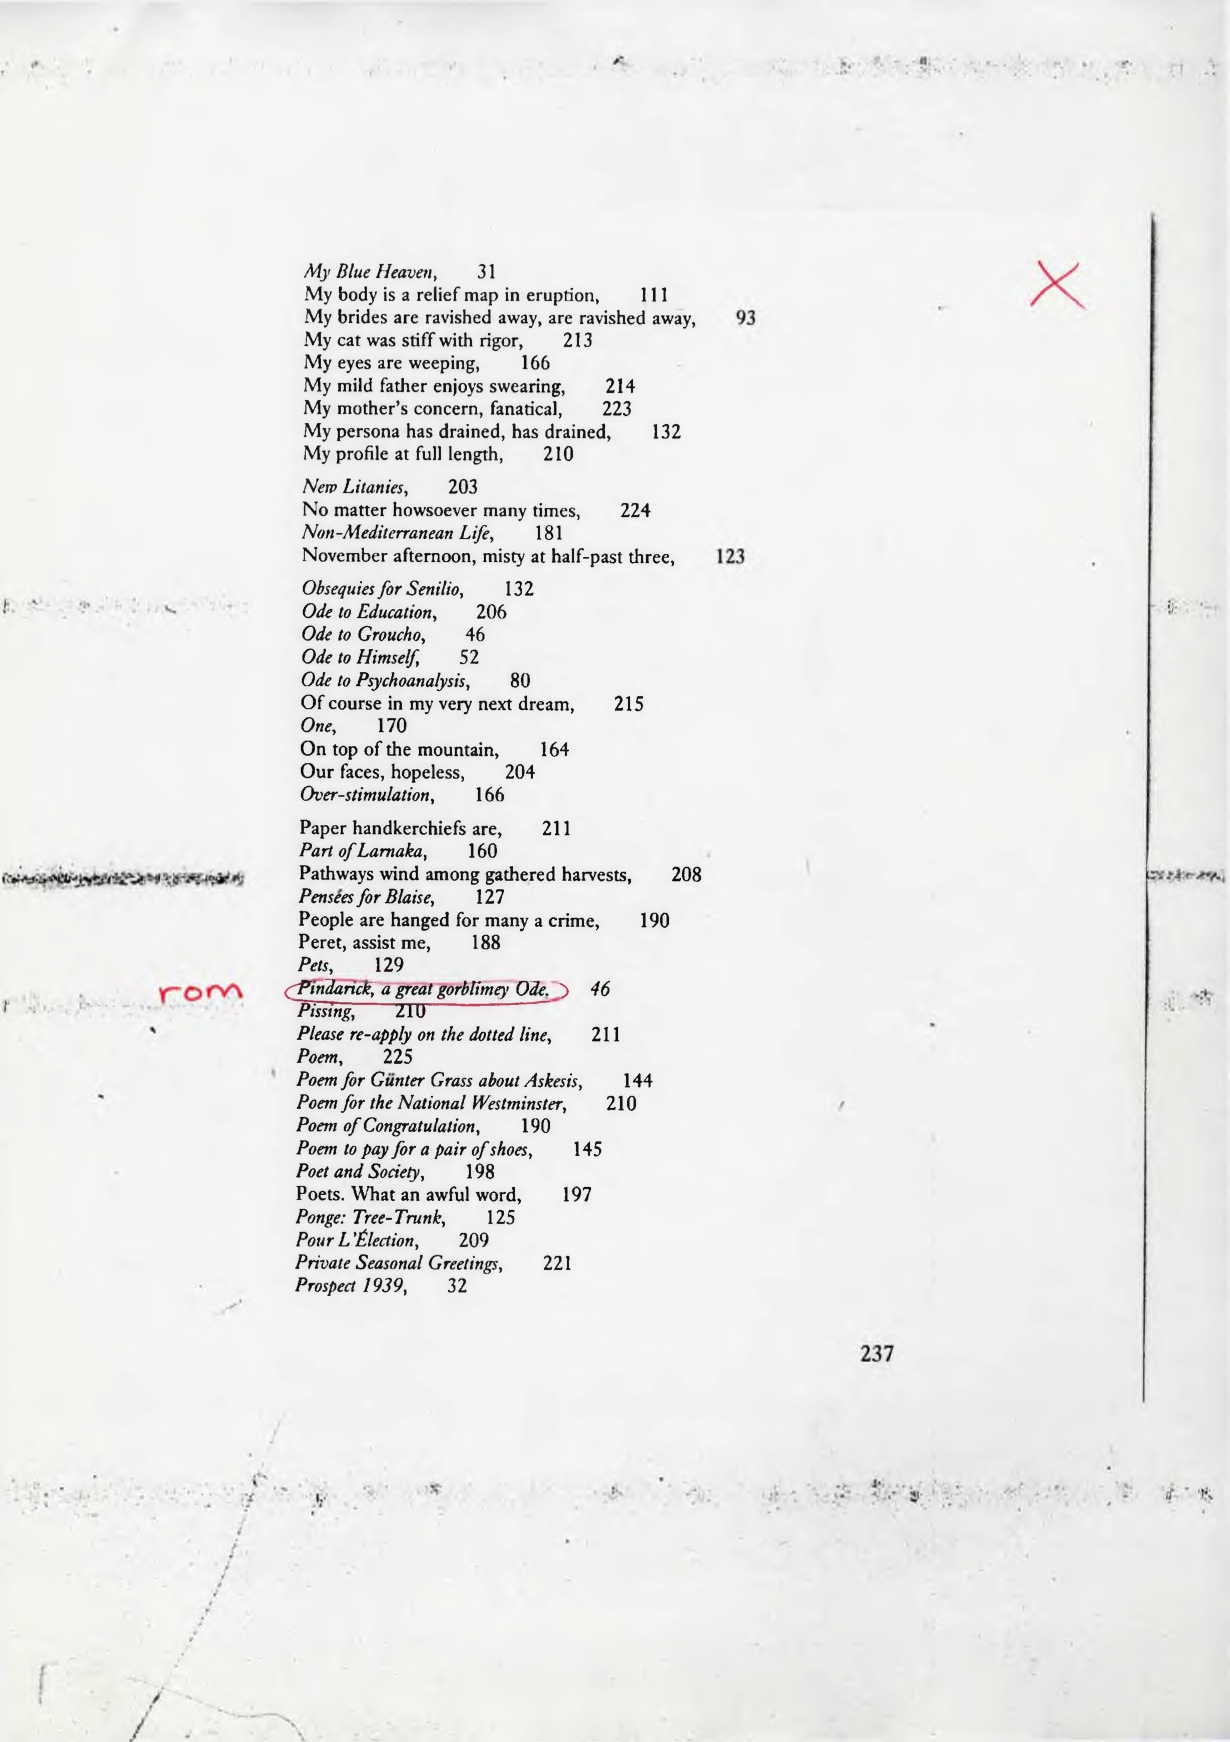 My Blue Heaven, 31
My body is a relief map in eruption, 111
My brides are ravished away, are ravished away, 93
My cat was stiff with rigor, 213
My eyes are weeping, 166
My mild father enjoys swearing, 214
My mother's concern, fanatical, 223
My persona has drained, has drained, 132
My profile at full length, 210
New Litanies, 203
No matter howsoever many times, 224
Non-Mediterranean Life, 181
November afternoon, misty at half-past three, 123
Obsequies for Senilio, 132
Ode to Education, 206
Ode to Groucho, 46
Ode to Himself, 52
Ode to Psychoanalysis, 80
Of course in my very next dream, 215
One, 170
On top of the mountain, 164
Our faces, hopeless, 204
Over-stimulation, 166
Paper handkerchiefs are, 211
Part of Larnaka, 160
Pathways wind among gathered harvests, 208
Pensées for Blaise, 127
People are hanged for many a crime, 190
Peret, assist me, 188
Pets, 129
rom Pindarick, a great gorblimey Ode, 46
Pissing, 210
Please re-apply on the dotted line, 211
Poem, 225
Poem for Günter Grass about Askesis, 144
Poem for the National Westminster, 210
Poem of Congratulation, 190
Poem to pay for a pair of shoes, 145
Poet and Society, 198
Poets. What an awful word, 197
Ponge: Tree-Trunk, 125
Pour L'Élection, 209
Private Seasonal Greetings, 221
Prospect 1939, 32
237